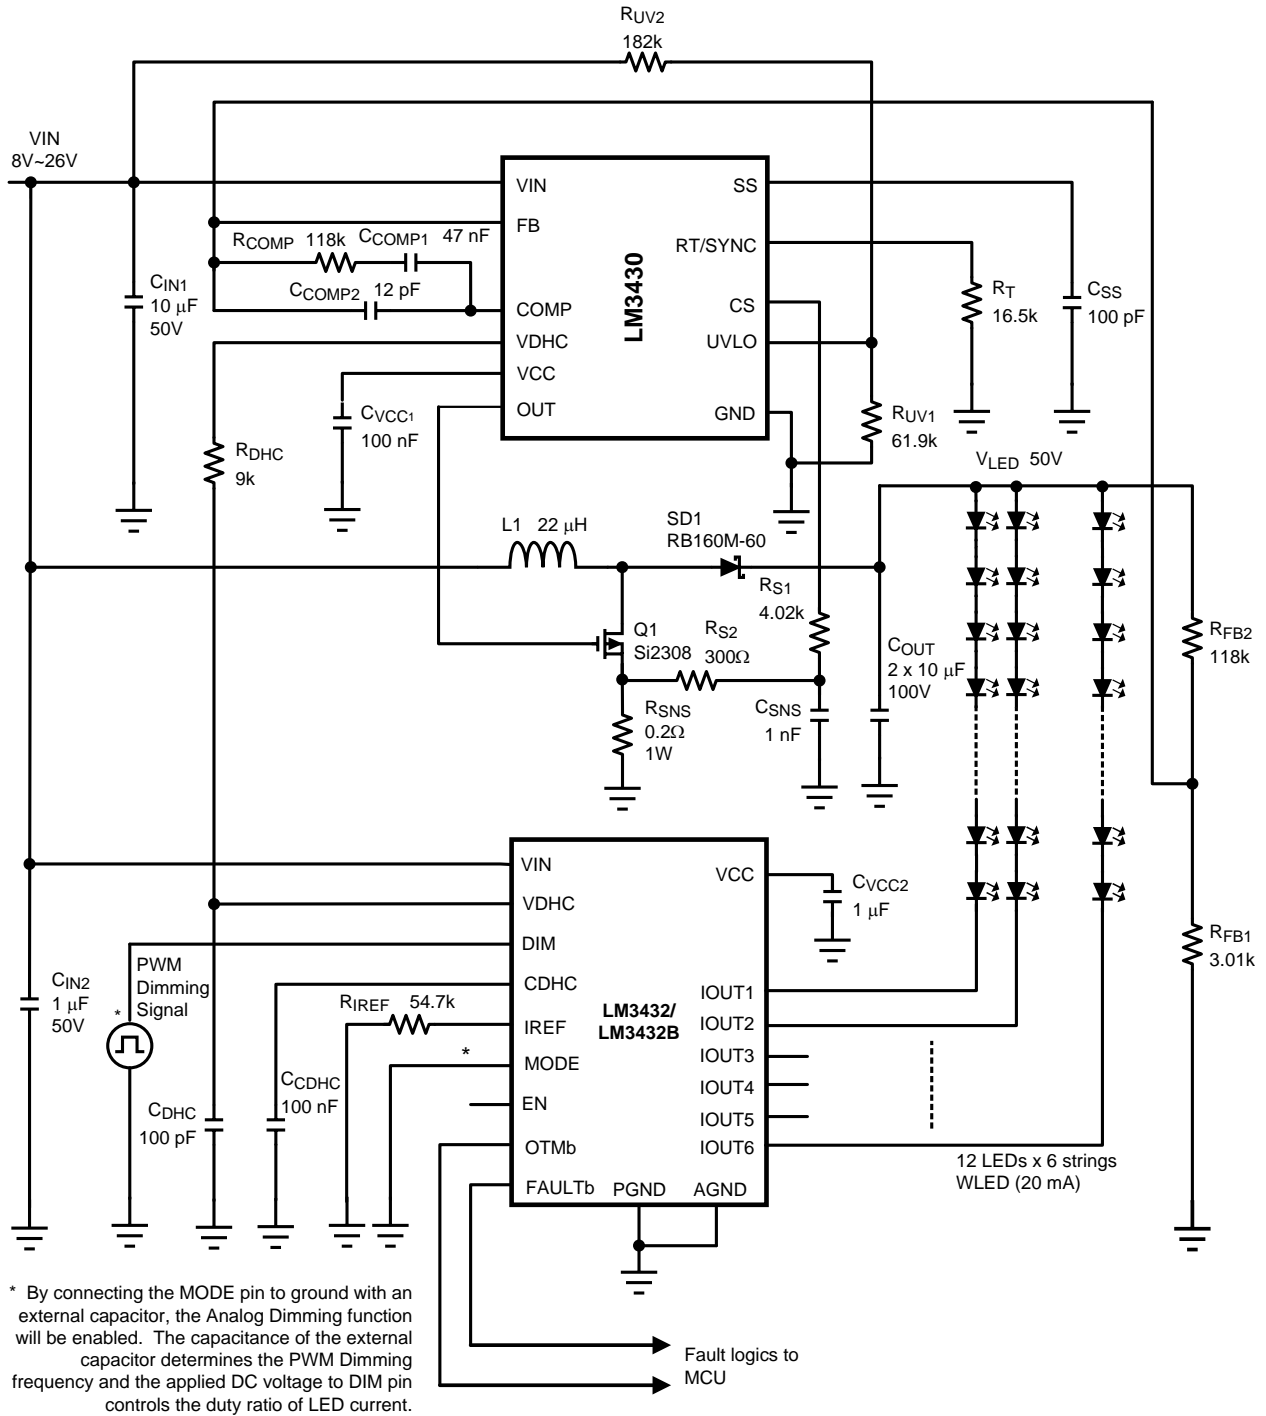 RUV2
182k
VIN
8V~26V
VIN
FB
COMP
VDHC
VCC
OUT
LM3430
SS
RT/SYNC
CS
UVLO
GND
RCOMP 118k
CCOMP1 47 nF
CCOMP2 12 pF
CIN1
10 μF
50V
RT
16.5k
CSS
100 pF
CVCC1
100 nF
RUV1
61.9k
RDHC
9k
VLED 50V
L1 22 μH
SD1
RB160M-60
RS1
4.02k
Q1
Si2308
RS2
300Ω
RSNS
0.2Ω
1W
CSNS
1 nF
COUT
2 x 10 μF
100V
RFB2
118k
VIN
VDHC
DIM
CDHC
IREF
MODE
EN
OTMb
FAULTb
PGND
AGND
LM3432/
LM3432B
VCC
IOUT1
IOUT2
IOUT3
IOUT4
IOUT5
IOUT6
CVCC2
1 μF
RFB1
3.01k
CIN2
1 μF
50V
PWM
Dimming
Signal
*
RIREF 54.7k
*
CCDHC
100 nF
CDHC
100 pF
12 LEDs x 6 strings
WLED (20 mA)
* By connecting the MODE pin to ground with an
external capacitor, the Analog Dimming function
will be enabled. The capacitance of the external
capacitor determines the PWM Dimming
frequency and the applied DC voltage to DIM pin
controls the duty ratio of LED current.
Fault logics to
MCU